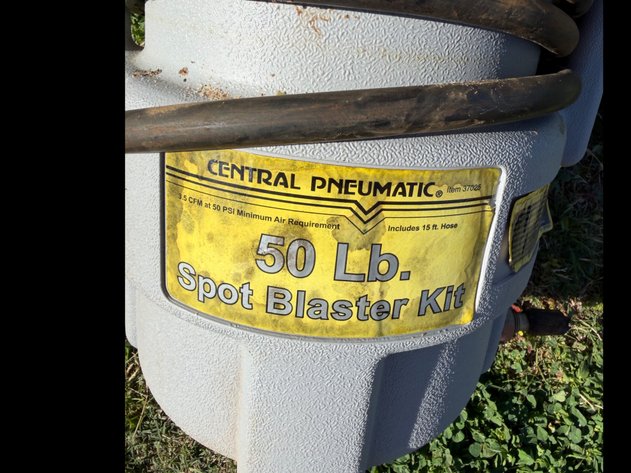 CENTRAL PNEUMATIC® Item 37025
3.5 CFM at 50 PSI Minimum Air Requirement
Includes 15 ft. Hose
50 Lb.
Spot Blaster Kit